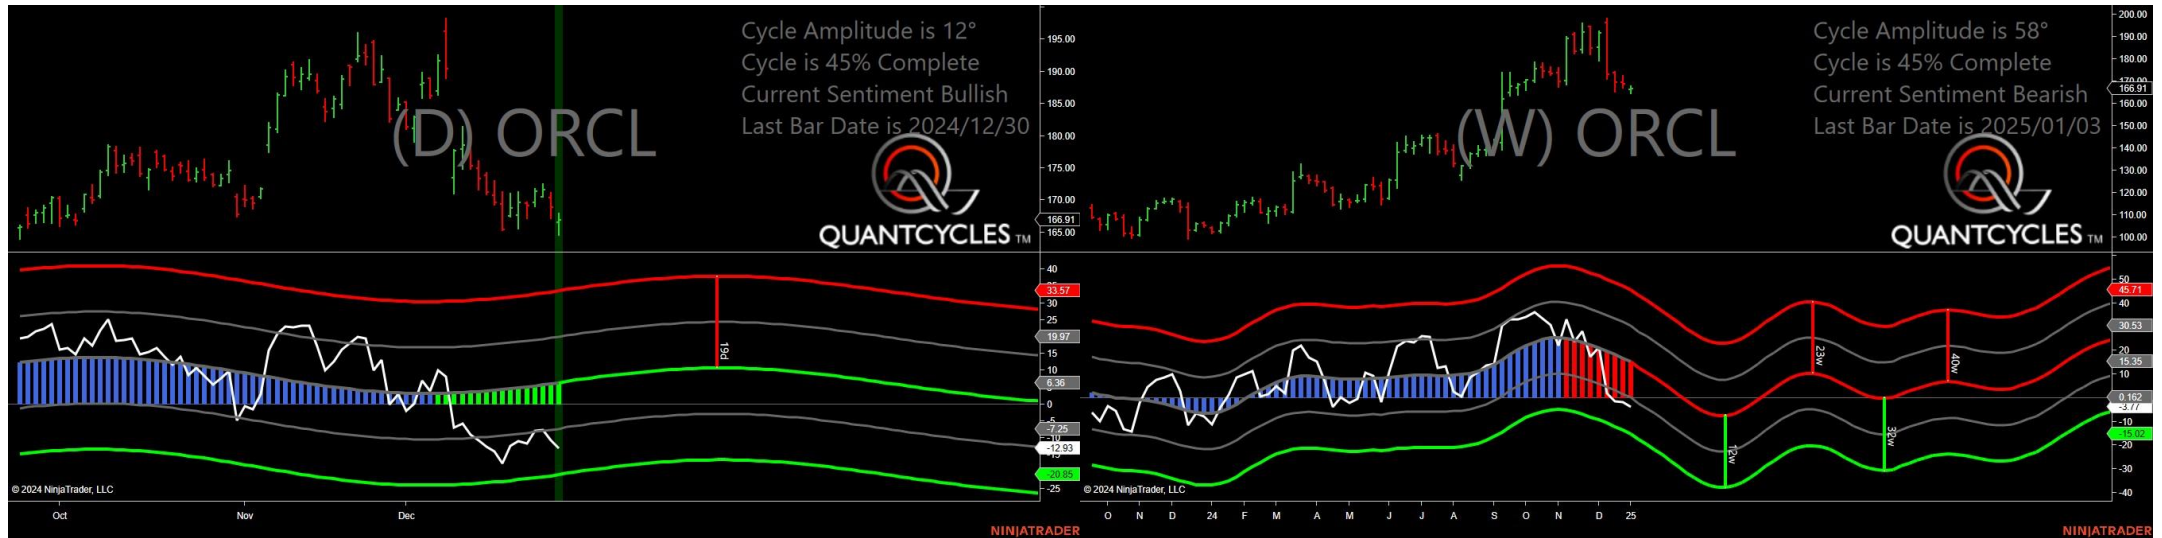 Cycle Amplitude is 12°
Cycle is 45% Complete
Current Sentiment Bullish
Last Bar Date is 2024/12/30
(D) ORCL
QUANTCYCLES TM
195.00
190.00
185.00
180.00
175.00
170.00
166.91
165.00
40
33.57
30
25
19.97
15
10
6.36
0
-5
-7.25
-10
-12.93
-20.85
-25
19d
© 2024 NinjaTrader, LLC
Oct
Nov
Dec
NINJATRADER
Cycle Amplitude is 58°
Cycle is 45% Complete
Current Sentiment Bearish
Last Bar Date is 2025/01/03
(W) ORCL
QUANTCYCLES TM
200.00
190.00
180.00
170.00
166.91
160.00
150.00
140.00
130.00
120.00
110.00
100.00
50
45.71
40
30.53
20
15.35
10
0.162
-3.77
-10
-15.02
-20
-30
-40
12w
23w
32w
40w
© 2024 NinjaTrader, LLC
O N D 24 F M A M J J A S O N D 25
NINJATRADER